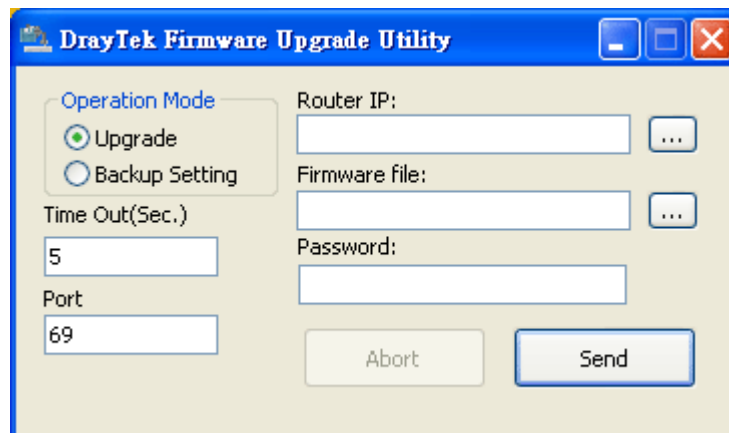 DrayTek Firmware Upgrade Utility
Operation Mode
Upgrade
Backup Setting
Time Out(Sec.)
5
Port
69
Router IP:
...
Firmware file:
...
Password:
Abort
Send